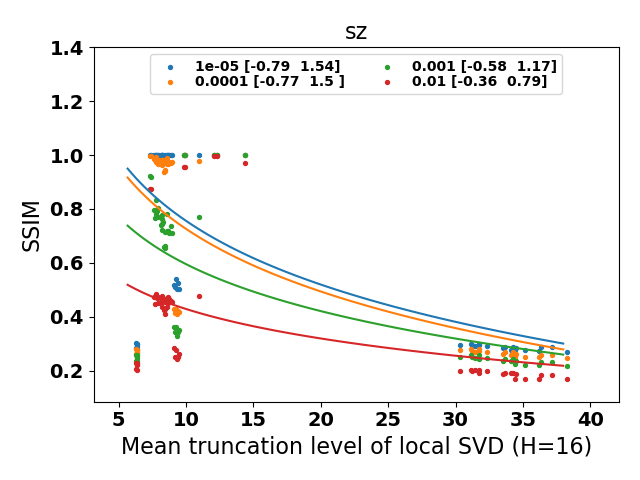 sz
1e-05 [-0.79  1.54]
0.0001 [-0.77  1.5 ]
0.001 [-0.58  1.17]
0.01 [-0.36  0.79]
SSIM
1.4
1.2
1.0
0.8
0.6
0.4
0.2
5 10 15 20 25 30 35 40
Mean truncation level of local SVD (H=16)